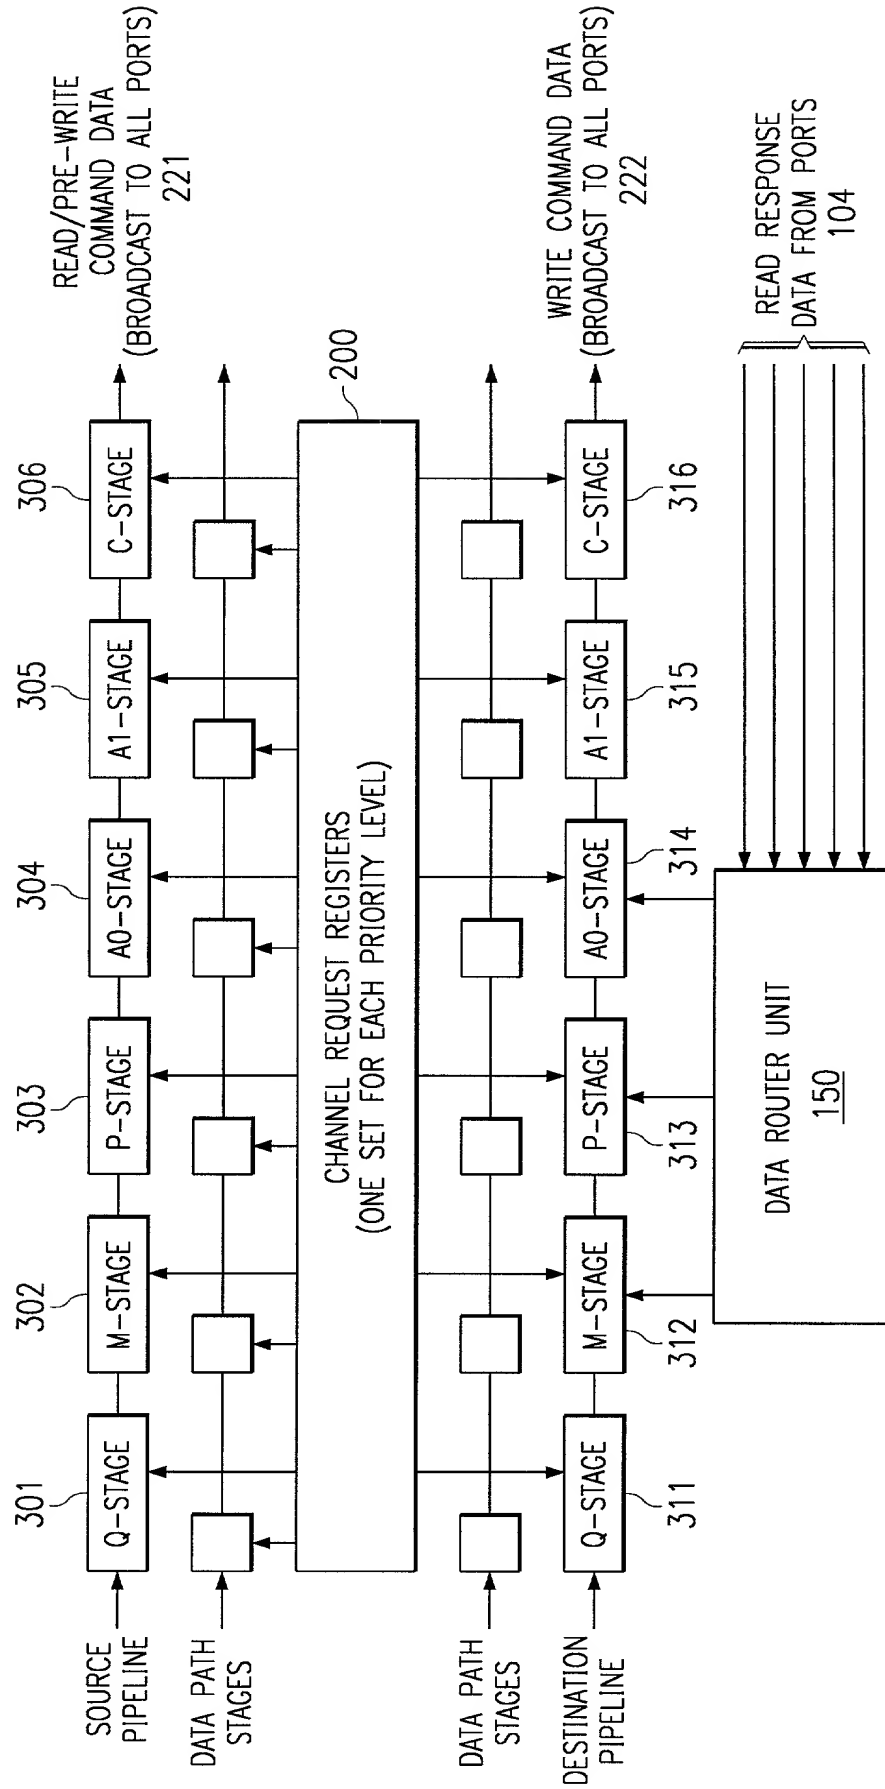 SOURCE
PIPELINE
301
Q-STAGE
302
M-STAGE
303
P-STAGE
304
A0-STAGE
305
A1-STAGE
306
C-STAGE
READ/PRE-WRITE
COMMAND DATA
(BROADCAST TO ALL PORTS)
221
DATA PATH
STAGES
200
CHANNEL REQUEST REGISTERS
(ONE SET FOR EACH PRIORITY LEVEL)
DATA PATH
STAGES
DESTINATION
PIPELINE
Q-STAGE
311
M-STAGE
312
P-STAGE
313
A0-STAGE
314
A1-STAGE
315
C-STAGE
316
WRITE COMMAND DATA
(BROADCAST TO ALL PORTS)
222
DATA ROUTER UNIT
150
READ RESPONSE
DATA FROM PORTS
104